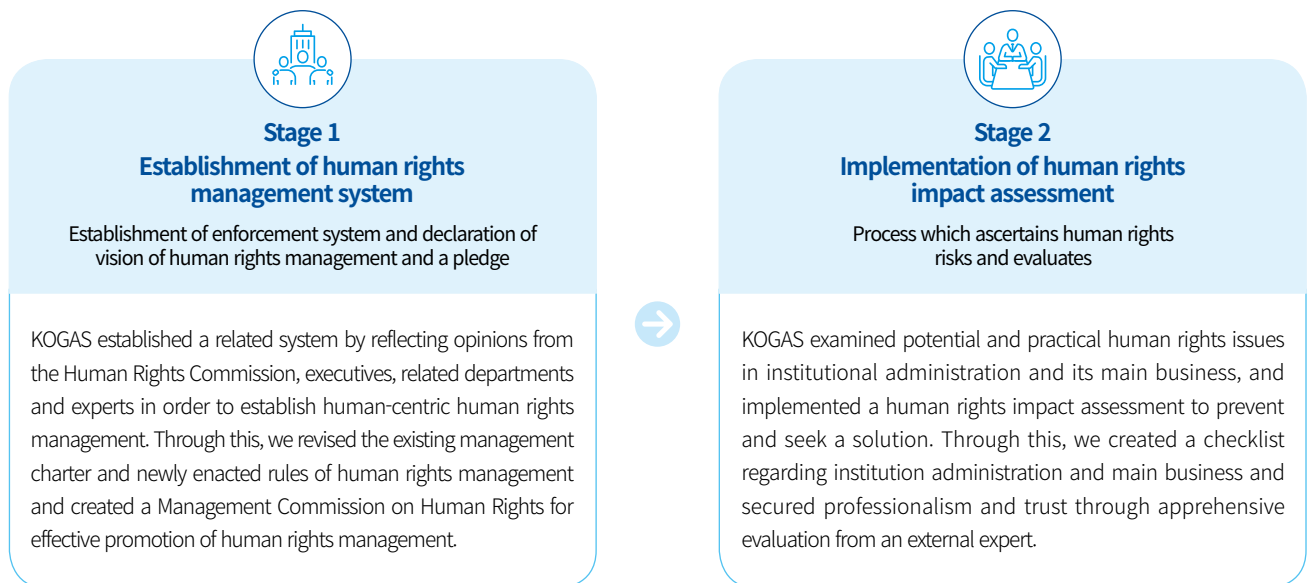 Stage 1
Establishment of human rights
management system
Establishment of enforcement system and declaration of
vision of human rights management and a pledge
KOGAS established a related system by reflecting opinions from
the Human Rights Commission, executives, related departments
and experts in order to establish human-centric human rights
management. Through this, we revised the existing management
charter and newly enacted rules of human rights management
and created a Management Commission on Human Rights for
effective promotion of human rights management.
Stage 2
Implementation of human rights
impact assessment
Process which ascertains human rights
risks and evaluates
KOGAS examined potential and practical human rights issues
in institutional administration and its main business, and
implemented a human rights impact assessment to prevent
and seek a solution. Through this, we created a checklist
regarding institution administration and main business and
secured professionalism and trust through apprehensive
evaluation from an external expert.